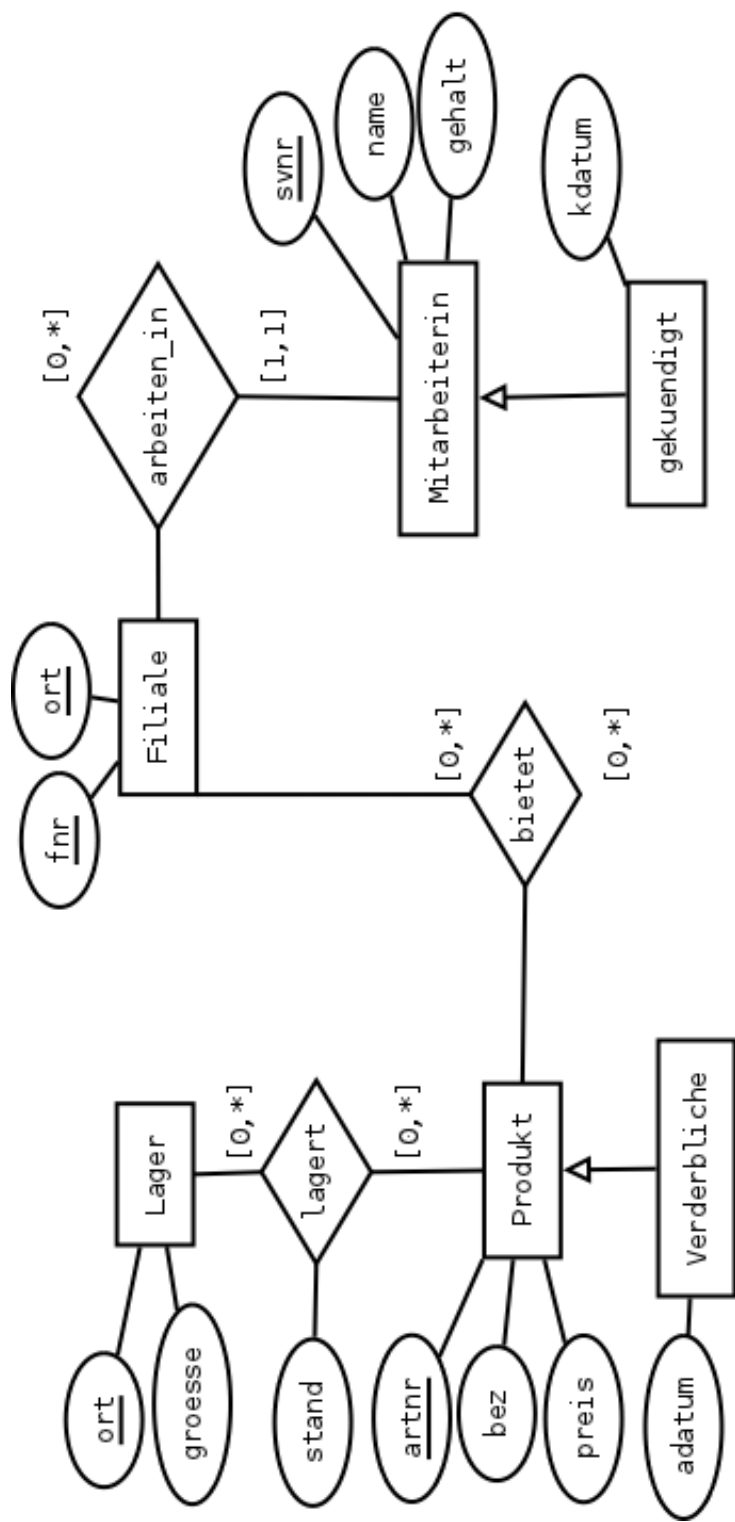 ort
groesse
Lager
fnr
ort
Filiale
arbeiten_in
[0,*]
[1,1]
svnr
name
gehalt
Mitarbeiterin
kdatum
gekuendigt
stand
lagert
[0,*]
[0,*]
artnr
bez
preis
Produkt
bietet
[0,*]
[0,*]
adatum
Verderbliche